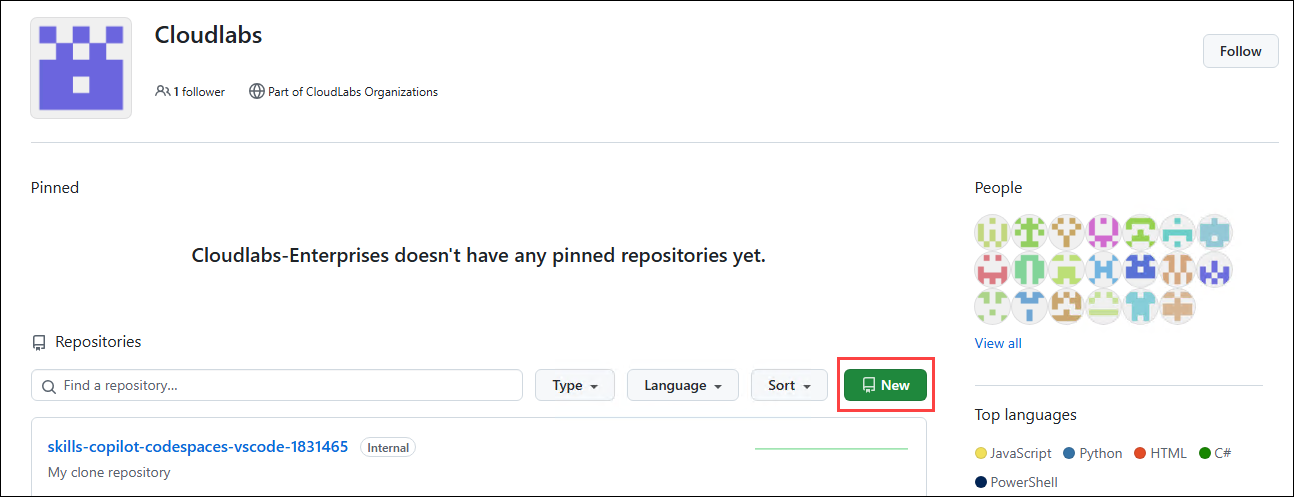 Cloudlabs
Follow
1 follower
Part of CloudLabs Organizations
Pinned
People
Cloudlabs-Enterprises doesn't have any pinned repositories yet.
View all
Repositories
Find a repository...
Type
Language
Sort
New
Top languages
skills-copilot-codespaces-vscode-1831465 Internal
My clone repository
JavaScript Python HTML C#
PowerShell